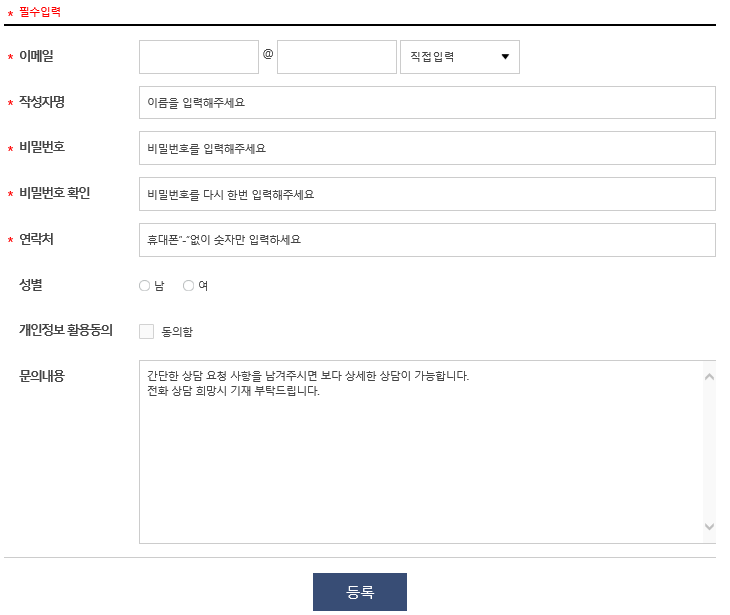 * 필수입력
* 이메일 @ 직접입력
* 작성자명 이름을 입력해주세요
* 비밀번호 비밀번호를 입력해주세요
* 비밀번호 확인 비밀번호를 다시 한번 입력해주세요
* 연락처 휴대폰"-"없이 숫자만 입력하세요
성별 남 여
개인정보 활용동의 동의함
문의내용 간단한 상담 요청 사항을 남겨주시면 보다 상세한 상담이 가능합니다.
전화 상담 희망시 기재 부탁드립니다.
등록